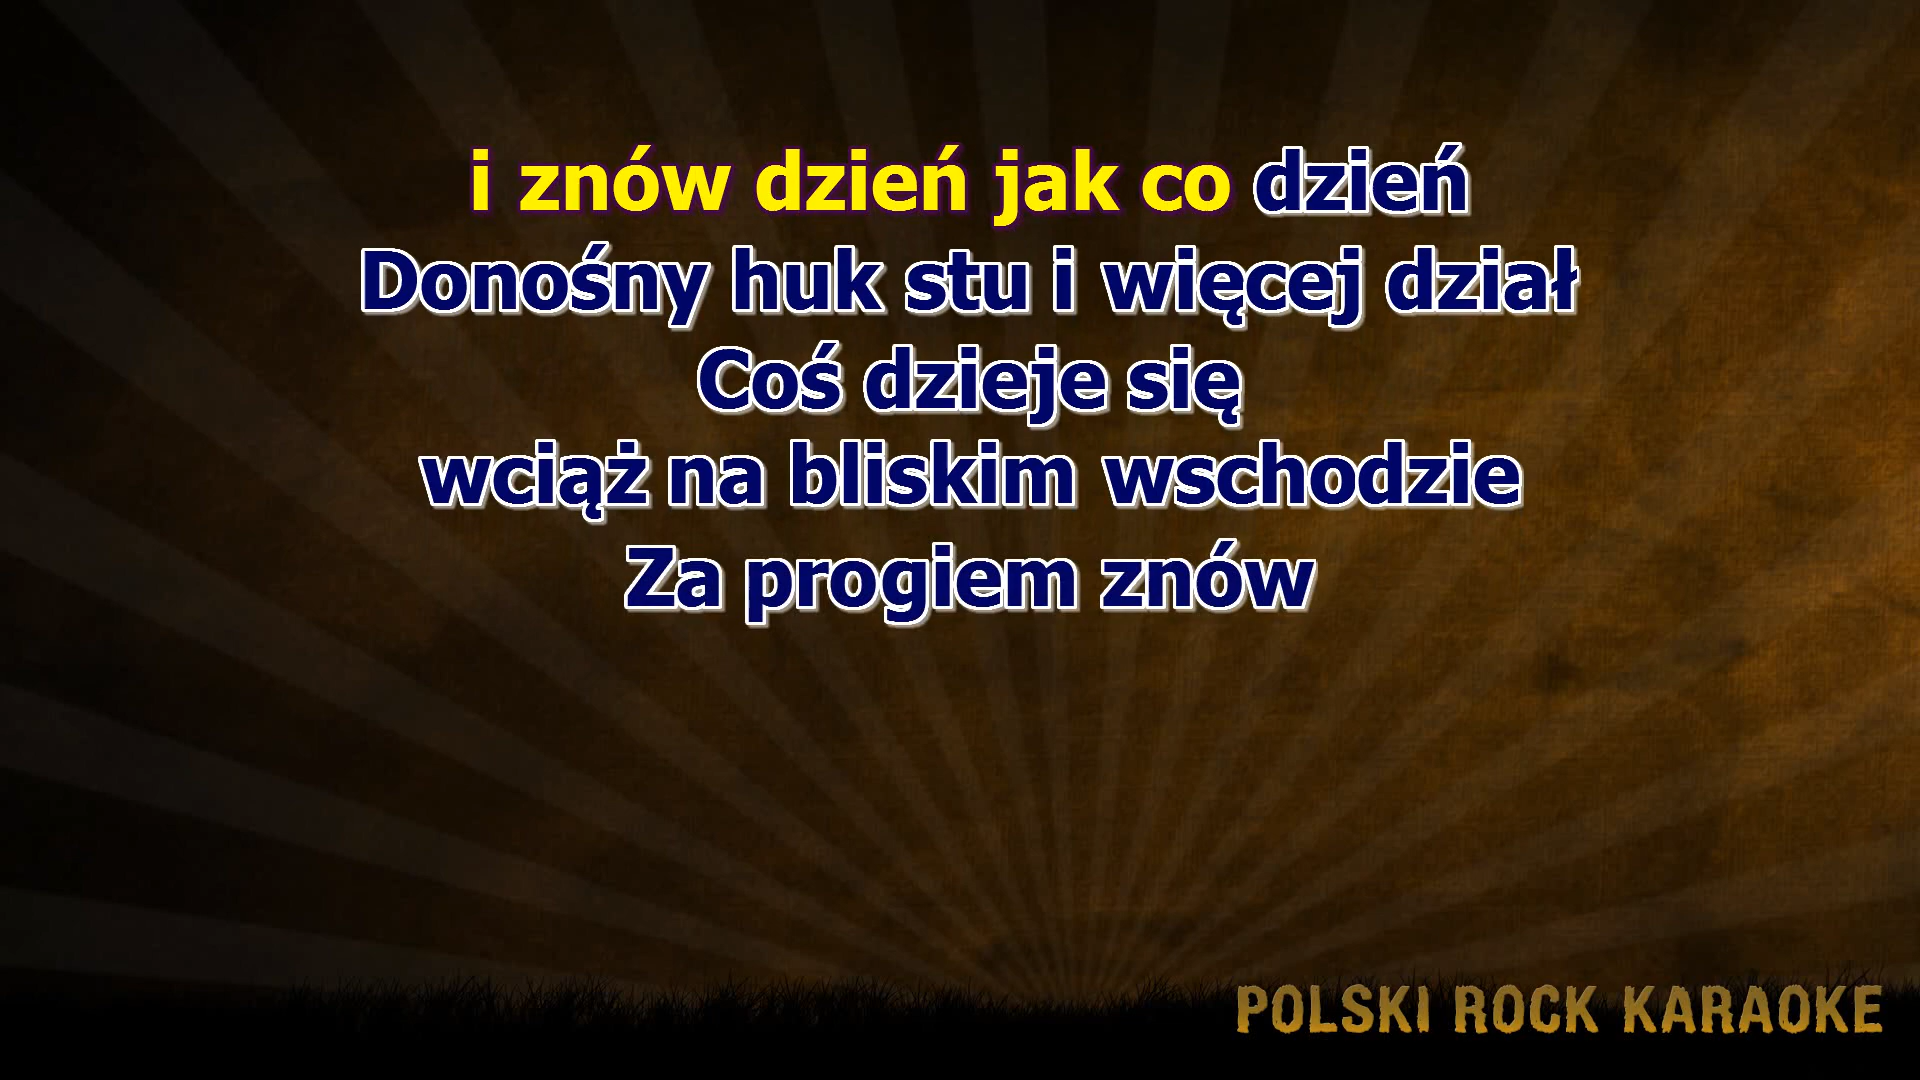 i znów dzień jak co dzień
Donośny huk stu i więcej dział
Coś dzieje się
wciąż na bliskim wschodzie
Za progiem znów
POLSKI ROCK KARAOKE